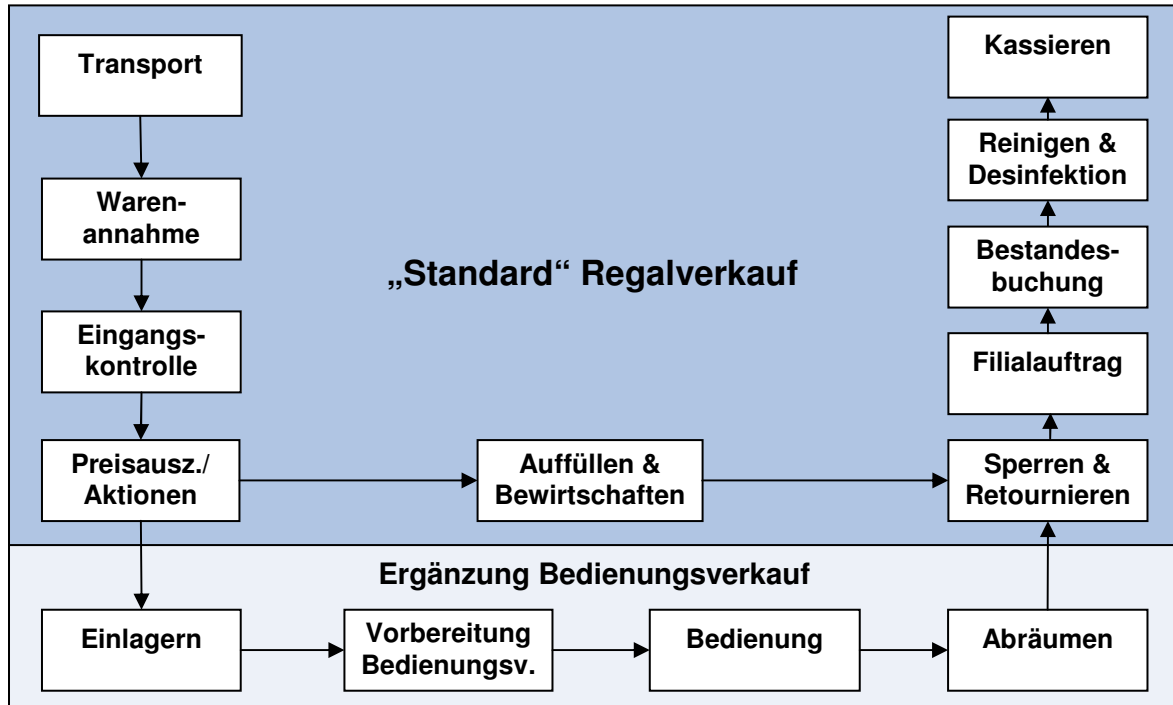 Transport
Waren-
annahme
Eingangs-
kontrolle
Preisausz./
Aktionen
„Standard“ Regalverkauf
Auffüllen &
Bewirtschaften
Kassieren
Reinigen &
Desinfektion
Bestandes-
buchung
Filialauftrag
Sperren &
Retournieren
Ergänzung Bedienungsverkauf
Einlagern
Vorbereitung
Bedienungsv.
Bedienung
Abräumen